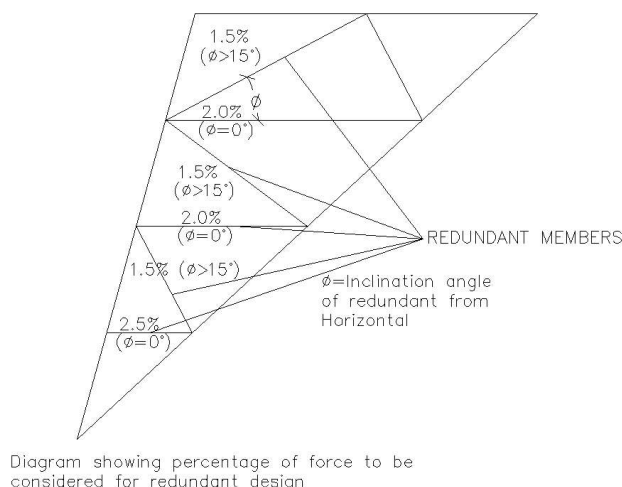 1.5%
(ø>15°)
ø
2.0%
(ø=0°)
1.5%
(ø>15°)
2.0%
(ø=0°)
REDUNDANT MEMBERS
1.5% (ø>15°)
ø=Inclination angle
of redundant from
Horizontal
2.5%
(ø=0°)
Diagram showing percentage of force to be
considered for redundant design